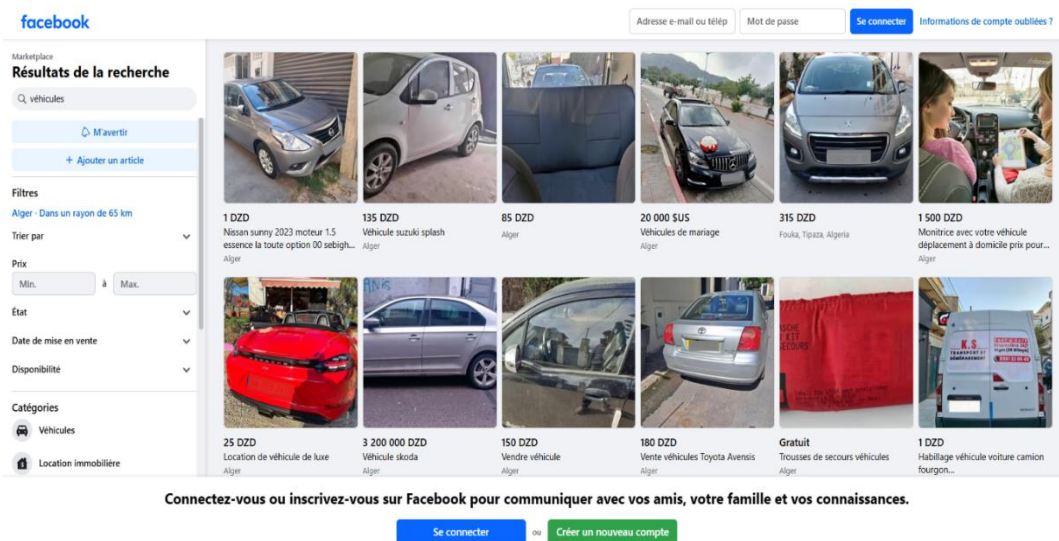 facebook
Adresse e-mail ou télép
Mot de passe
Se connecter
Informations de compte oubliées ?
Marketplace
Résultats de la recherche
véhicules
M'avertir
+ Ajouter un article
Filtres
Alger · Dans un rayon de 65 km
Trier par
Prix
Min.
à
Max.
État
Date de mise en vente
Disponibilité
Catégories
Véhicules
Location immobilière
1 DZD
Nissan sunny 2023 moteur 1.5
essence la toute option 00 sebigh...
Alger
135 DZD
Véhicule suzuki splash
Alger
85 DZD
Alger
20 000 $US
Véhicules de mariage
Alger
315 DZD
Fouka, Tipaza, Algeria
1 500 DZD
Monitrice avec votre véhicule
déplacement à domicile prix pour...
Alger
ANIS
K.S
TRANSPORT ET
DÉMÉNAGEMENT
25 DZD
Location de véhicule de luxe
Alger
3 200 000 DZD
Véhicule skoda
Alger
150 DZD
Vendre véhicule
Alger
180 DZD
Vente véhicules Toyota Avensis
Alger
Gratuit
Trousses de secours véhicules
Alger
1 DZD
Habillage véhicule voiture camion
fourgon...
Alger
Connectez-vous ou inscrivez-vous sur Facebook pour communiquer avec vos amis, votre famille et vos connaissances.
Se connecter
ou
Créer un nouveau compte